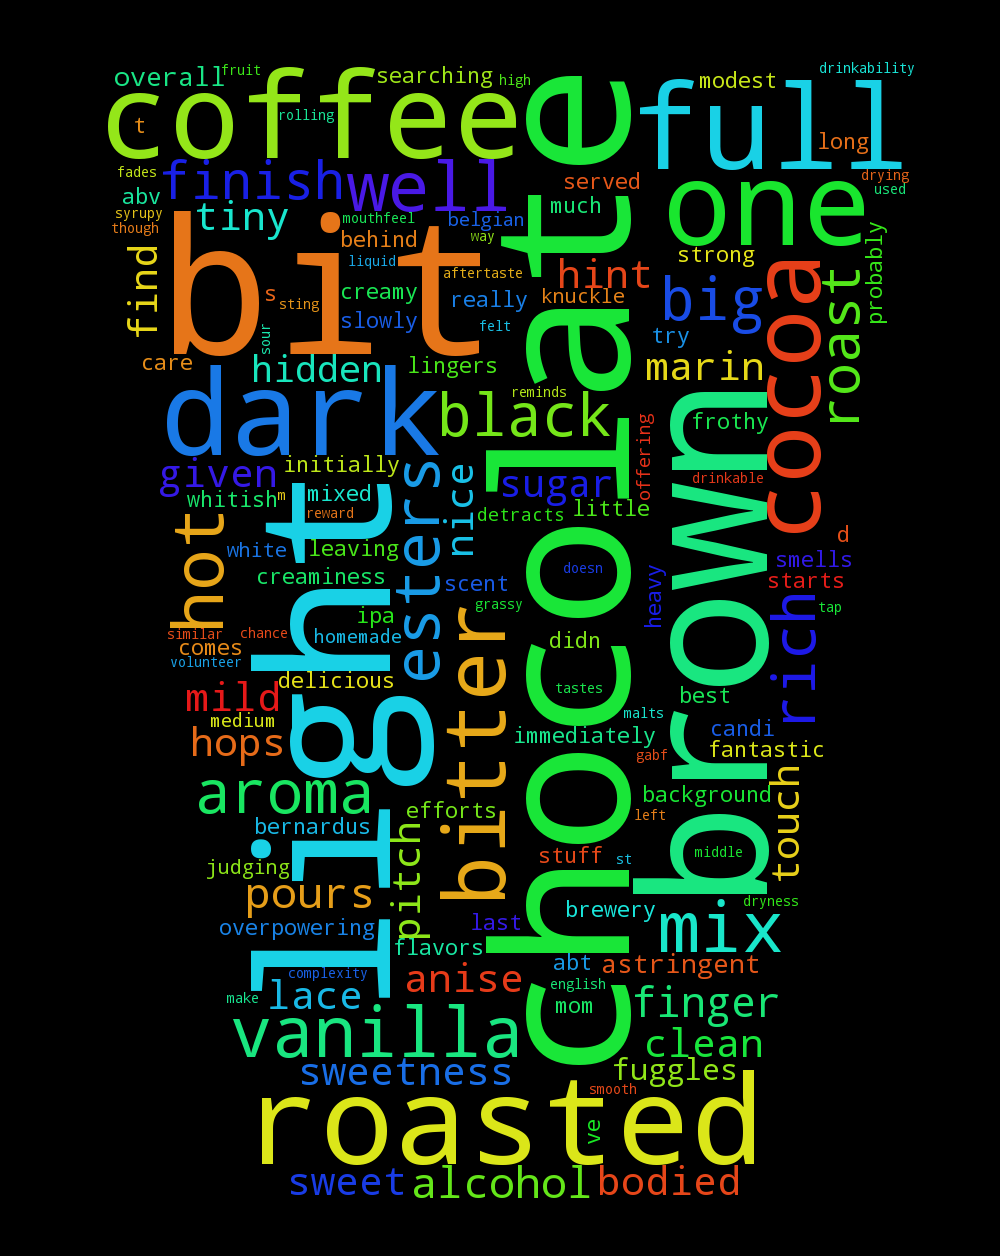 drinkability
fruit
overall
searching
high
modest
coffee
full
rolling
t
long
fades
finish
well
served
one
drying
used
abv
syrupy
though
tiny
mouthfeel
belgian
much
bit
behind
way
strong
probably
find
liquid
aftertaste
hint
big
cocoa
roast
s
sting
creamy
really
knuckle
slowly
felt
try
sour
care
hidden
lingers
marin
chocolate
dark
black
reminds
brown
frothy
offering
given
initially
esters
nice
sugar
drinkable
whitish
m
mixed
light
reward
detracts
little
hot
d
white
leaving
smells
creaminess
scent
doesn
heavy
starts
ipa
grassy
rich
tap
similar
chance
homemade
bitter
didn
comes
volunteer
delicious
tastes
mild
best
medium
malts
hops
immediately
candi
fantastic
gabf
aroma
efforts
background
touch
bernardus
pitch
left
judging
stuff
st
middle
pours
brewery
dryness
overpowering
last
mix
flavors
complexity
anise
abt
astringent
make
lace
english
mom
finger
vanilla
clean
sweetness
fuggles
smooth
roasted
ve
sweet
alcohol
bodied